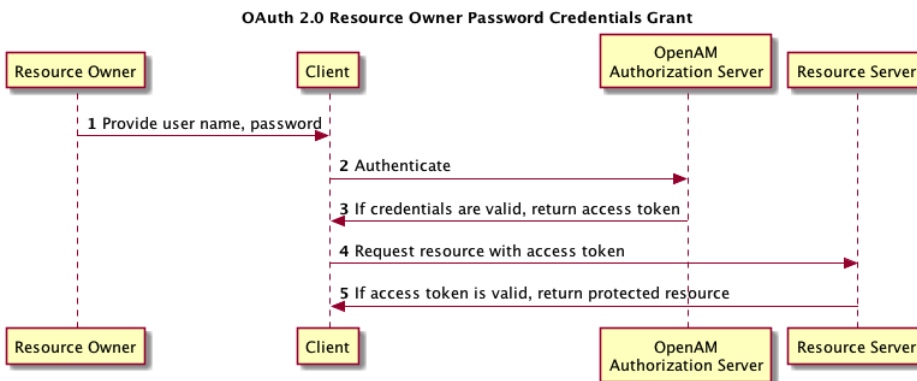 OAuth 2.0 Resource Owner Password Credentials Grant
Resource Owner
Client
OpenAM
Authorization Server
Resource Server
1 Provide user name, password
2 Authenticate
3 If credentials are valid, return access token
4 Request resource with access token
5 If access token is valid, return protected resource
Resource Owner
Client
OpenAM
Authorization Server
Resource Server